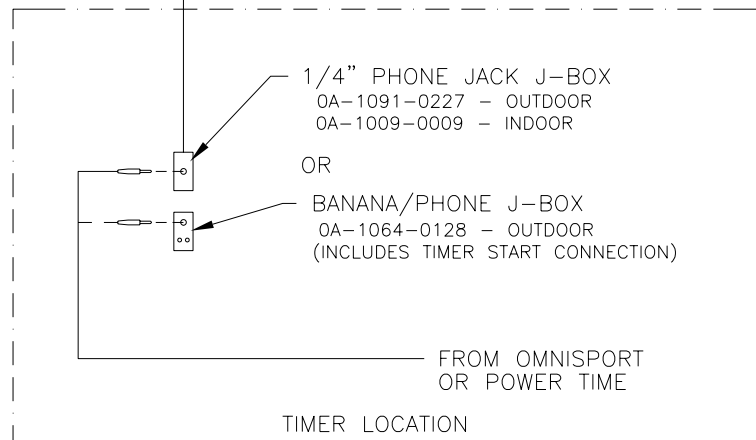 1/4" PHONE JACK J-BOX
0A-1091-0227 - OUTDOOR
0A-1009-0009 - INDOOR
OR
BANANA/PHONE J-BOX
0A-1064-0128 - OUTDOOR
(INCLUDES TIMER START CONNECTION)
FROM OMNISPORT
OR POWER TIME
TIMER LOCATION